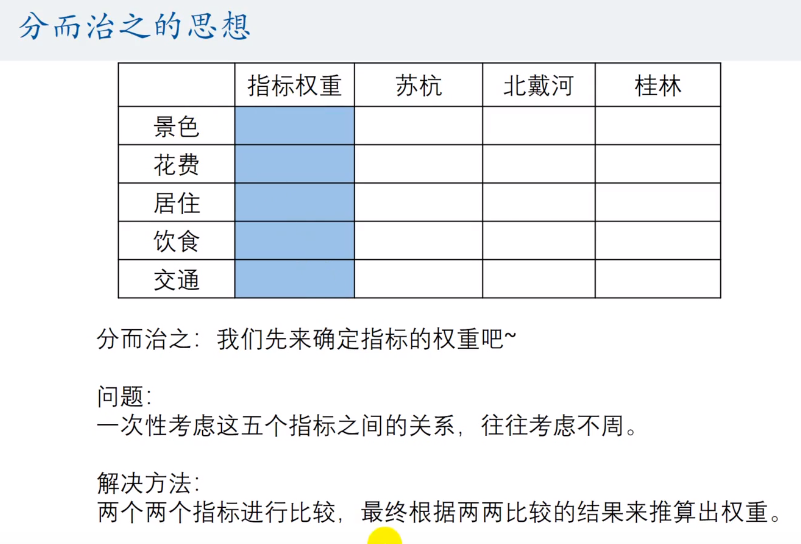 分而治之的思想
指标权重 苏杭 北戴河 桂林
景色
花费
居住
饮食
交通
分而治之：我们先来确定指标的权重吧~
问题：
一次性考虑这五个指标之间的关系，往往考虑不周。
解决方法：
两个两个指标进行比较，最终根据两两比较的结果来推算出权重。